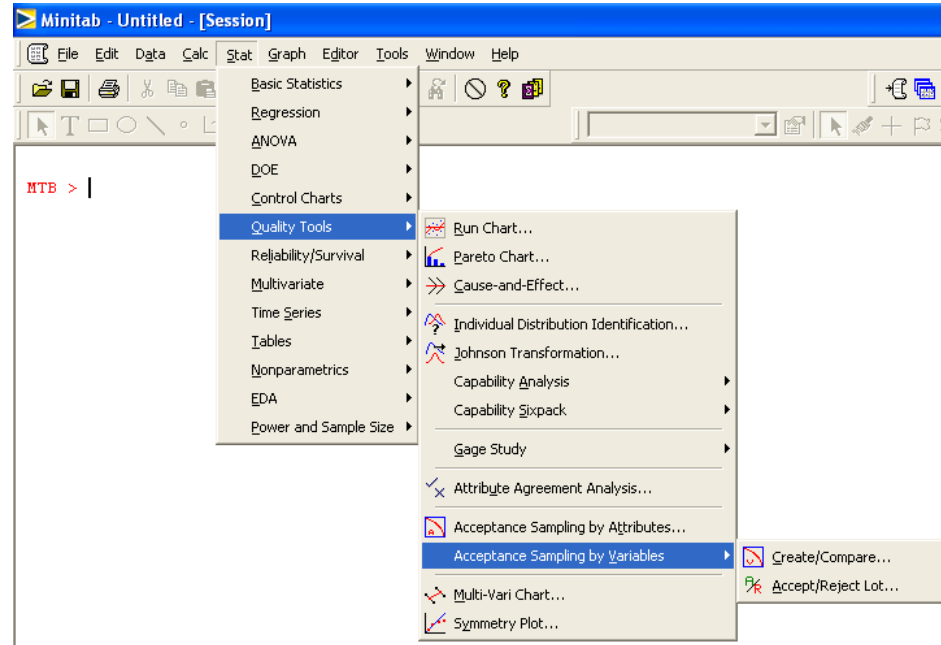 Minitab - Untitled - [Session]
File Edit Data Calc Stat Graph Editor Tools Window Help
MTB >
Basic Statistics
Regression
ANOVA
DOE
Control Charts
Quality Tools
Reliability/Survival
Multivariate
Time Series
Tables
Nonparametrics
EDA
Power and Sample Size
Run Chart...
Pareto Chart...
Cause-and-Effect...
Individual Distribution Identification...
Johnson Transformation...
Capability Analysis
Capability Sixpack
Gage Study
Attribute Agreement Analysis...
Acceptance Sampling by Attributes...
Acceptance Sampling by Variables
Multi-Vari Chart...
Symmetry Plot...
Create/Compare...
Accept/Reject Lot...